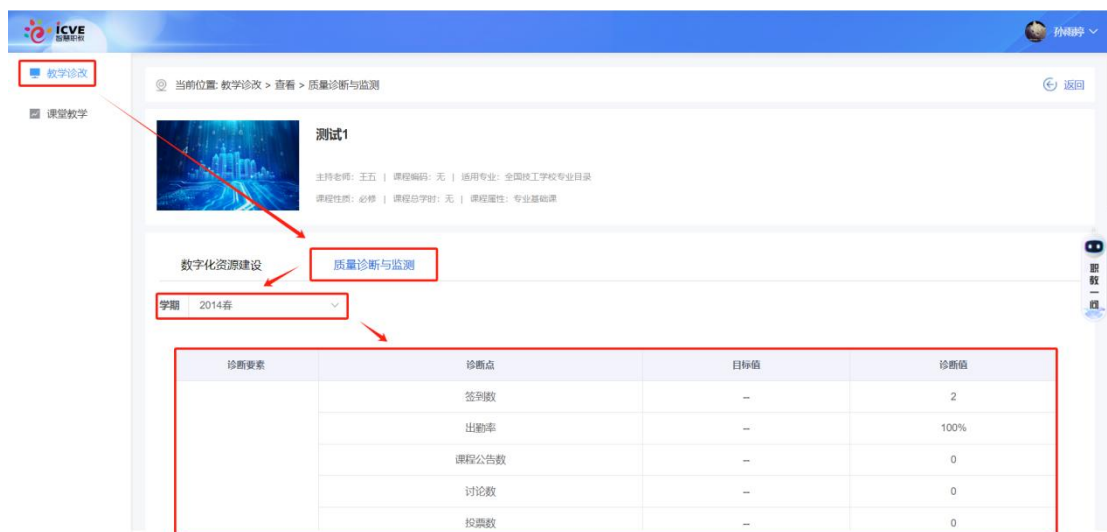 icve
智慧职教
孙雨婷
教学诊改
课堂教学
当前位置: 教学诊改 > 查看 > 质量诊断与监测
返回
测试1
主持老师：王五 | 课程编码：无 | 适用专业：全国技工学校专业目录
课程性质：必修 | 课程总学时：无 | 课程属性：专业基础课
数字化资源建设 质量诊断与监测
学期 2014春
诊断要素 诊断点 目标值 诊断值
签到数 -- 2
出勤率 -- 100%
课程公告数 -- 0
讨论数 -- 0
投票数 -- 0
职教一